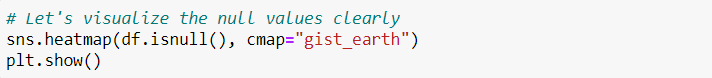 # Let's visualize the null values clearly
sns.heatmap(df.isnull(), cmap="gist_earth")
plt.show()